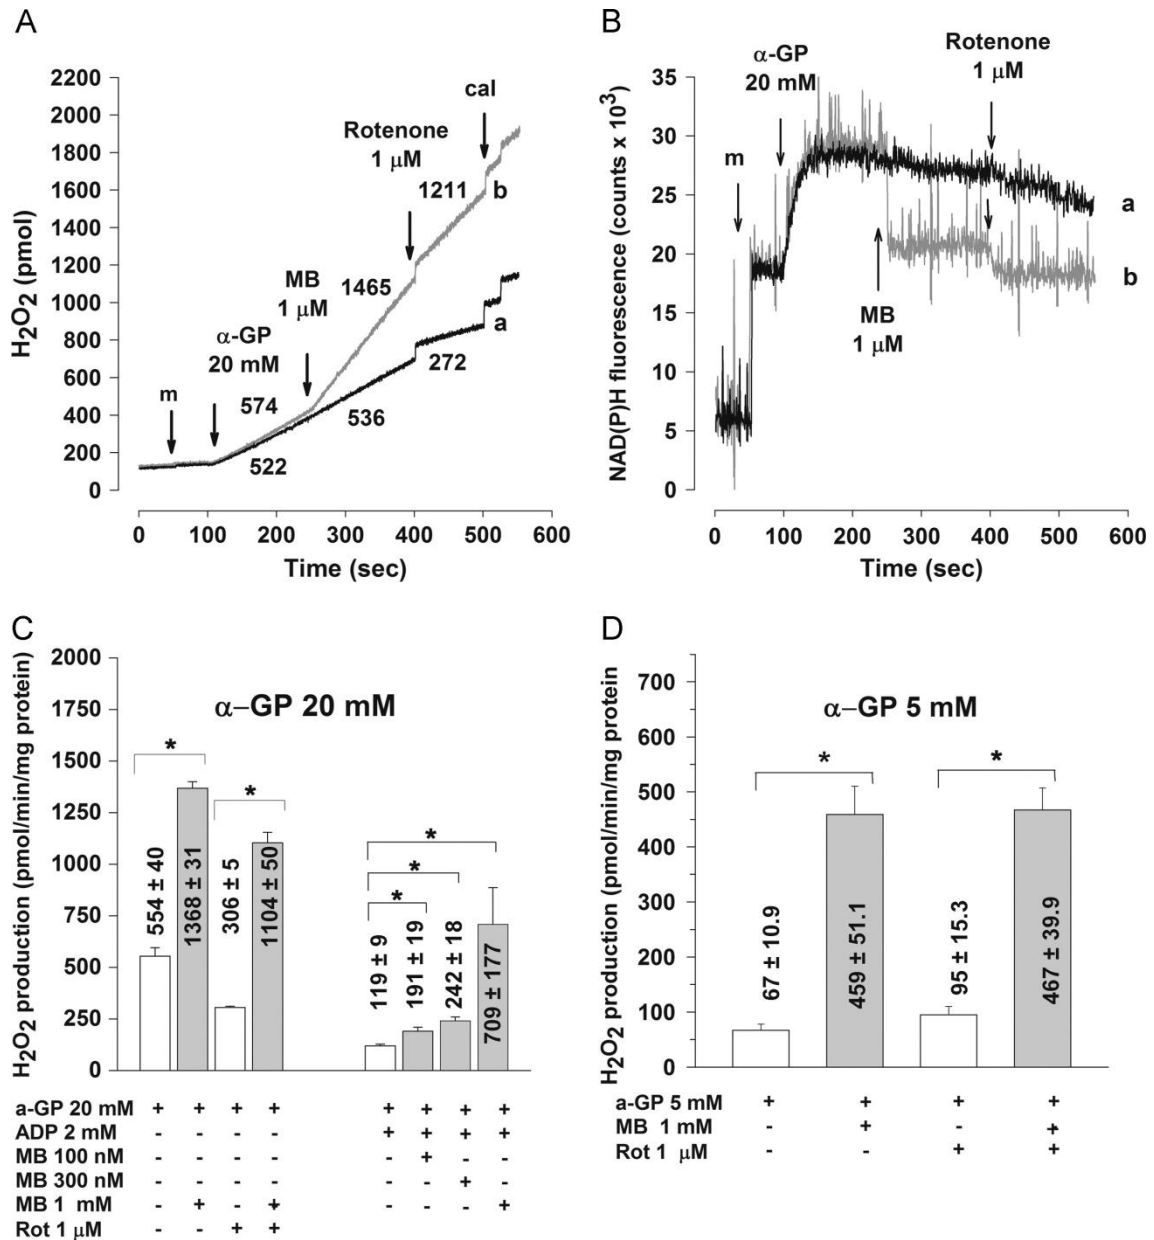 A
H₂O₂ (pmol)
2200
2000
1800
1600
1400
1200
1000
800
600
400
200
0
cal
Rotenone
1 μM
1211
b
MB
1 μM
1465
a
α-GP
20 mM
272
m
574
536
522
0 100 200 300 400 500 600
Time (sec)
B
NAD(P)H fluorescence (counts x 10³)
35
30
25
20
15
10
5
0
α-GP
20 mM
Rotenone
1 μM
m
a
b
MB
1 μM
0 100 200 300 400 500 600
Time (sec)
C
H₂O₂ production (pmol/min/mg protein)
2000
1750
1500
1250
1000
750
500
250
0
α–GP 20 mM
*
*
*
*
*
554 ± 40
1368 ± 31
306 ± 5
1104 ± 50
119 ± 9
191 ± 19
242 ± 18
709 ± 177
a-GP 20 mM + + + + + + + +
ADP 2 mM - - - - + + + +
MB 100 nM - - - - - + - -
MB 300 nM - - - - - - + -
MB 1 mM - + - + - - - +
Rot 1 μM - - + + - - - -
D
H₂O₂ production (pmol/min/mg protein)
700
600
500
400
300
200
100
0
α–GP 5 mM
*
*
67 ± 10.9
459 ± 51.1
95 ± 15.3
467 ± 39.9
a-GP 5 mM + + + +
MB 1 mM - + - +
Rot 1 μM - - + +